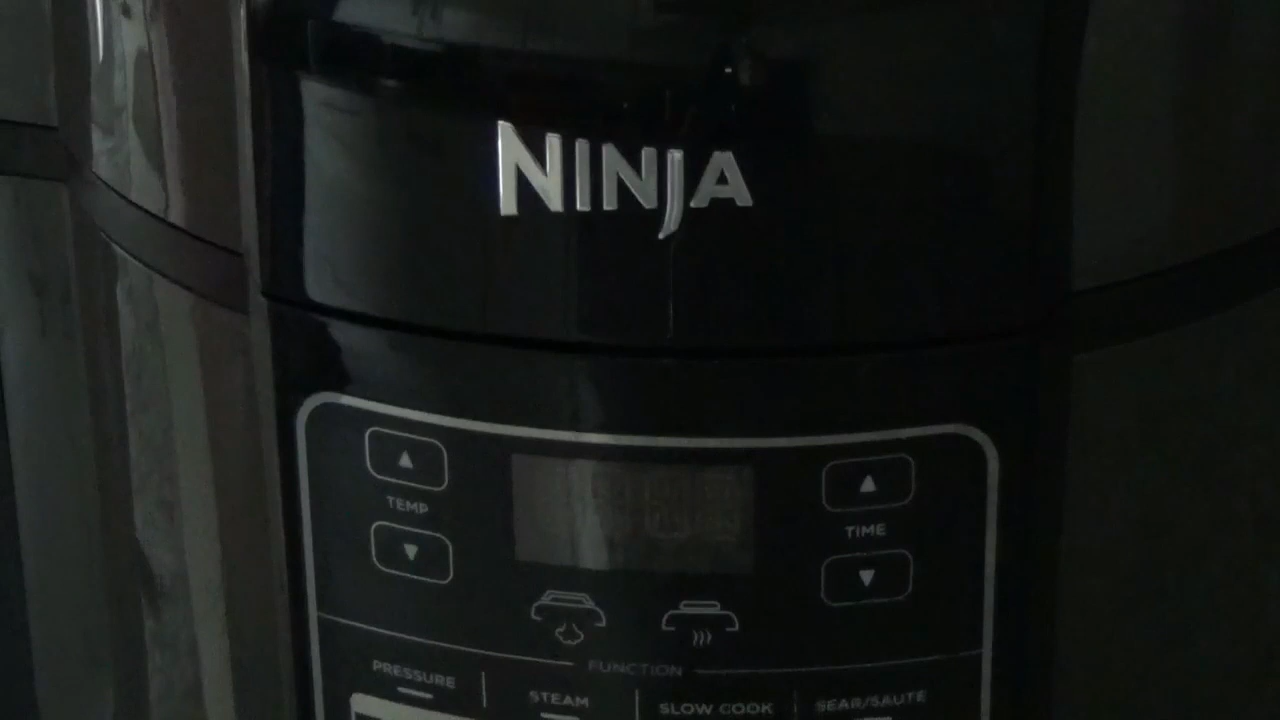 NINJA
TEMP
TIME
FUNCTION
PRESSURE
STEAM
SLOW COOK
SEAR/SAUTE